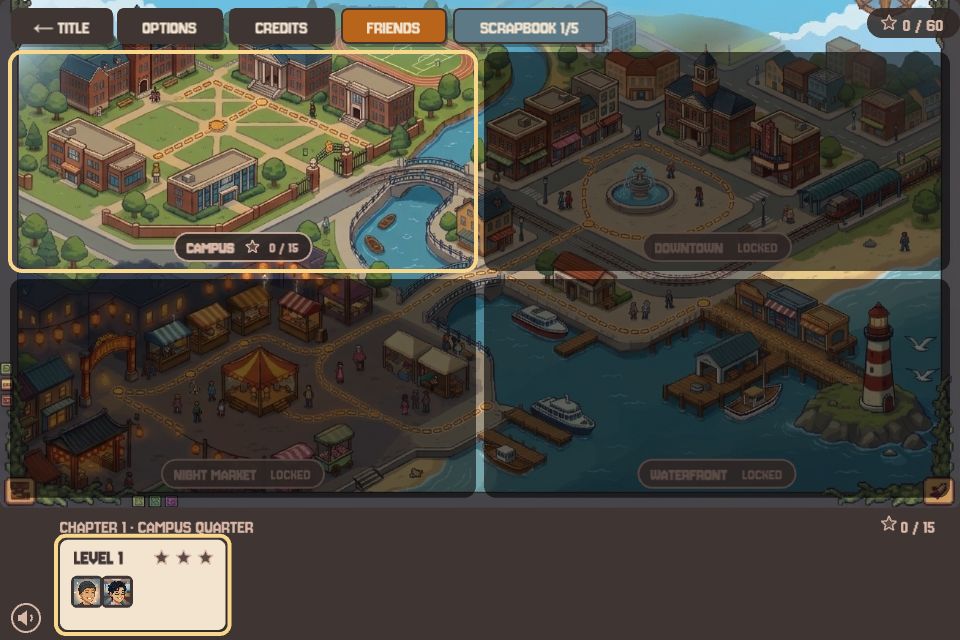 ← TITLE
OPTIONS
CREDITS
FRIENDS
SCRAPBOOK 1/5
0 / 60
CAMPUS 0 / 15
DOWNTOWN LOCKED
NIGHT MARKET LOCKED
WATERFRONT LOCKED
CHAPTER 1 · CAMPUS QUARTER
0 / 15
LEVEL 1